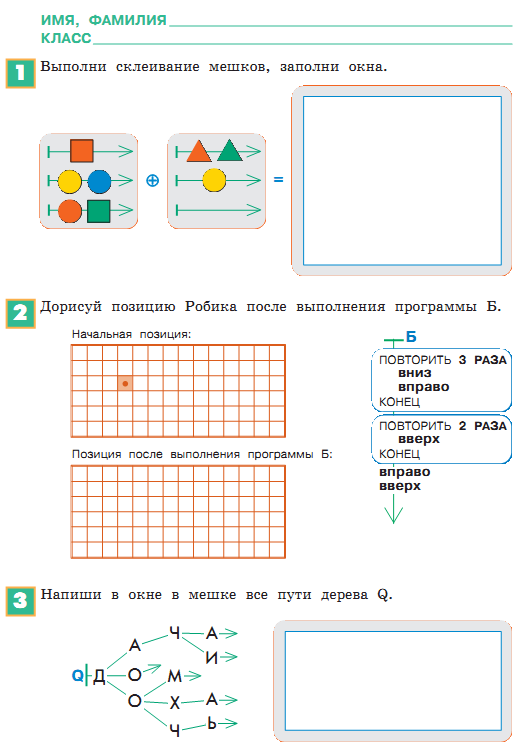 ИМЯ, ФАМИЛИЯ
КЛАСС
1 Выполни склеивание мешков, заполни окна.
⊕ =
2 Дорисуй позицию Робика после выполнения программы Б.
Начальная позиция:
Б
ПОВТОРИТЬ 3 РАЗА
вниз
вправо
КОНЕЦ
ПОВТОРИТЬ 2 РАЗА
вверх
КОНЕЦ
вправо
вверх
Позиция после выполнения программы Б:
3 Напиши в окне в мешке все пути дерева Q.
Ч А
А
И
Q Д О М
О Х А
Ч Ь